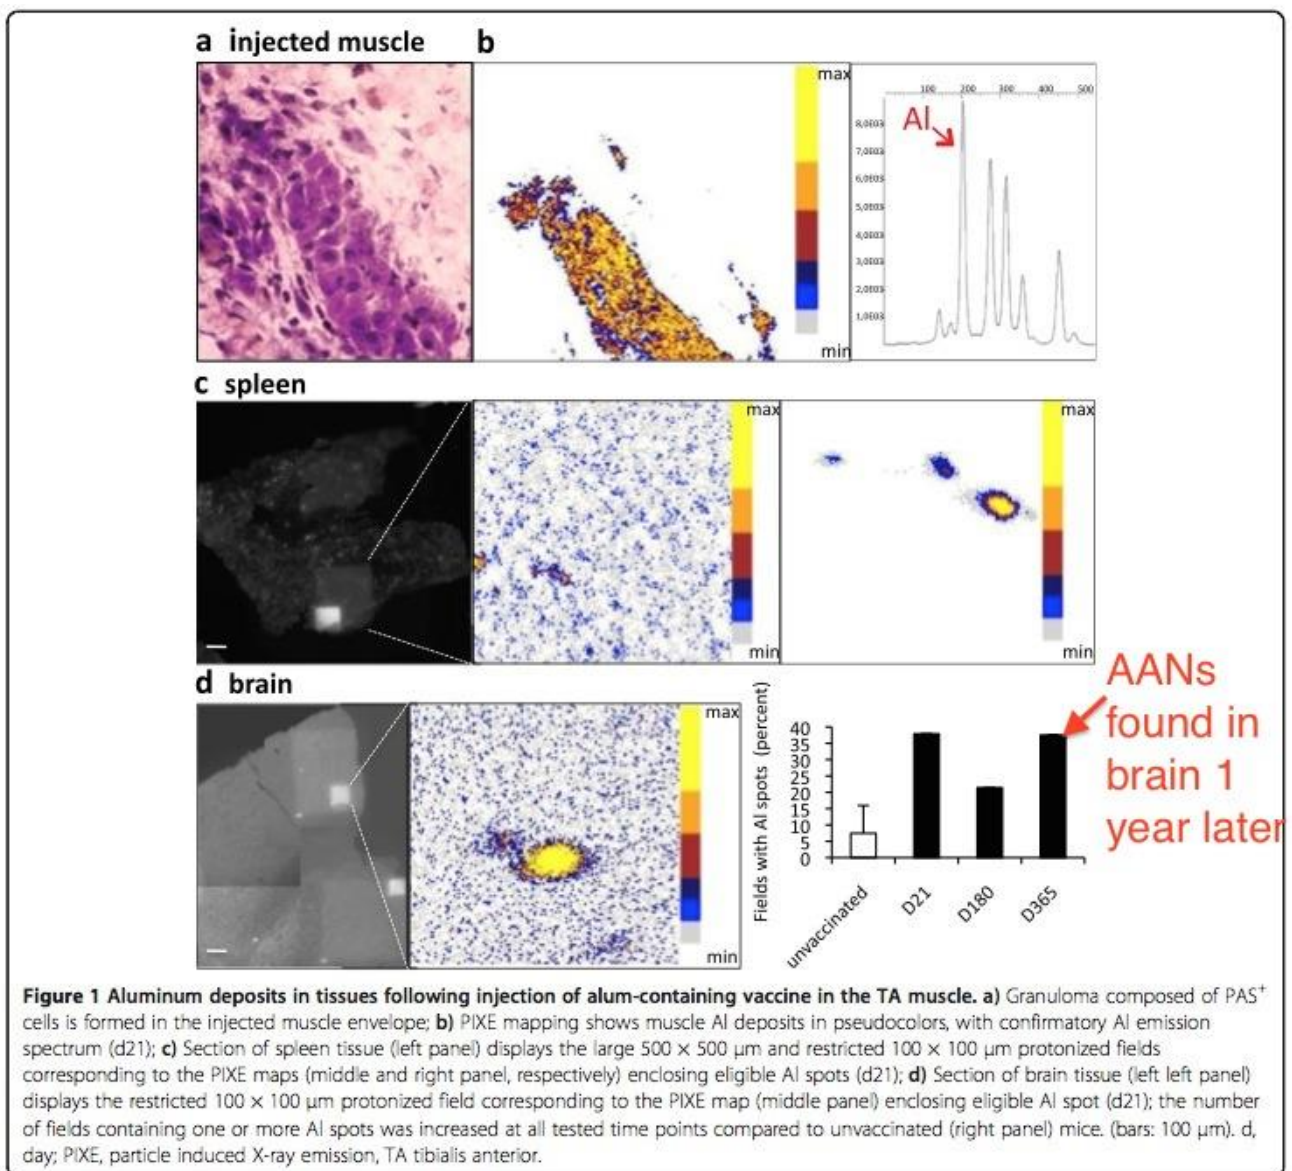 a injected muscle
b
max
min
100 200 300 400 500
Al
8,0E03
7,0E03
6,0E03
5,0E03
4,0E03
3,0E03
2,0E03
1,0E03
c spleen
max
min
max
min
d brain
max
min
Fields with Al spots (percent)
40
35
30
25
20
15
10
5
0
unvaccinated
D21
D180
D365
AANs
found in
brain 1
year later
Figure 1 Aluminum deposits in tissues following injection of alum-containing vaccine in the TA muscle. a) Granuloma composed of PAS⁺
cells is formed in the injected muscle envelope; b) PIXE mapping shows muscle Al deposits in pseudocolors, with confirmatory Al emission
spectrum (d21); c) Section of spleen tissue (left panel) displays the large 500 × 500 μm and restricted 100 × 100 μm protonized fields
corresponding to the PIXE maps (middle and right panel, respectively) enclosing eligible Al spots (d21); d) Section of brain tissue (left left panel)
displays the restricted 100 × 100 μm protonized field corresponding to the PIXE map (middle panel) enclosing eligible Al spot (d21); the number
of fields containing one or more Al spots was increased at all tested time points compared to unvaccinated (right panel) mice. (bars: 100 μm). d,
day; PIXE, particle induced X-ray emission, TA tibialis anterior.